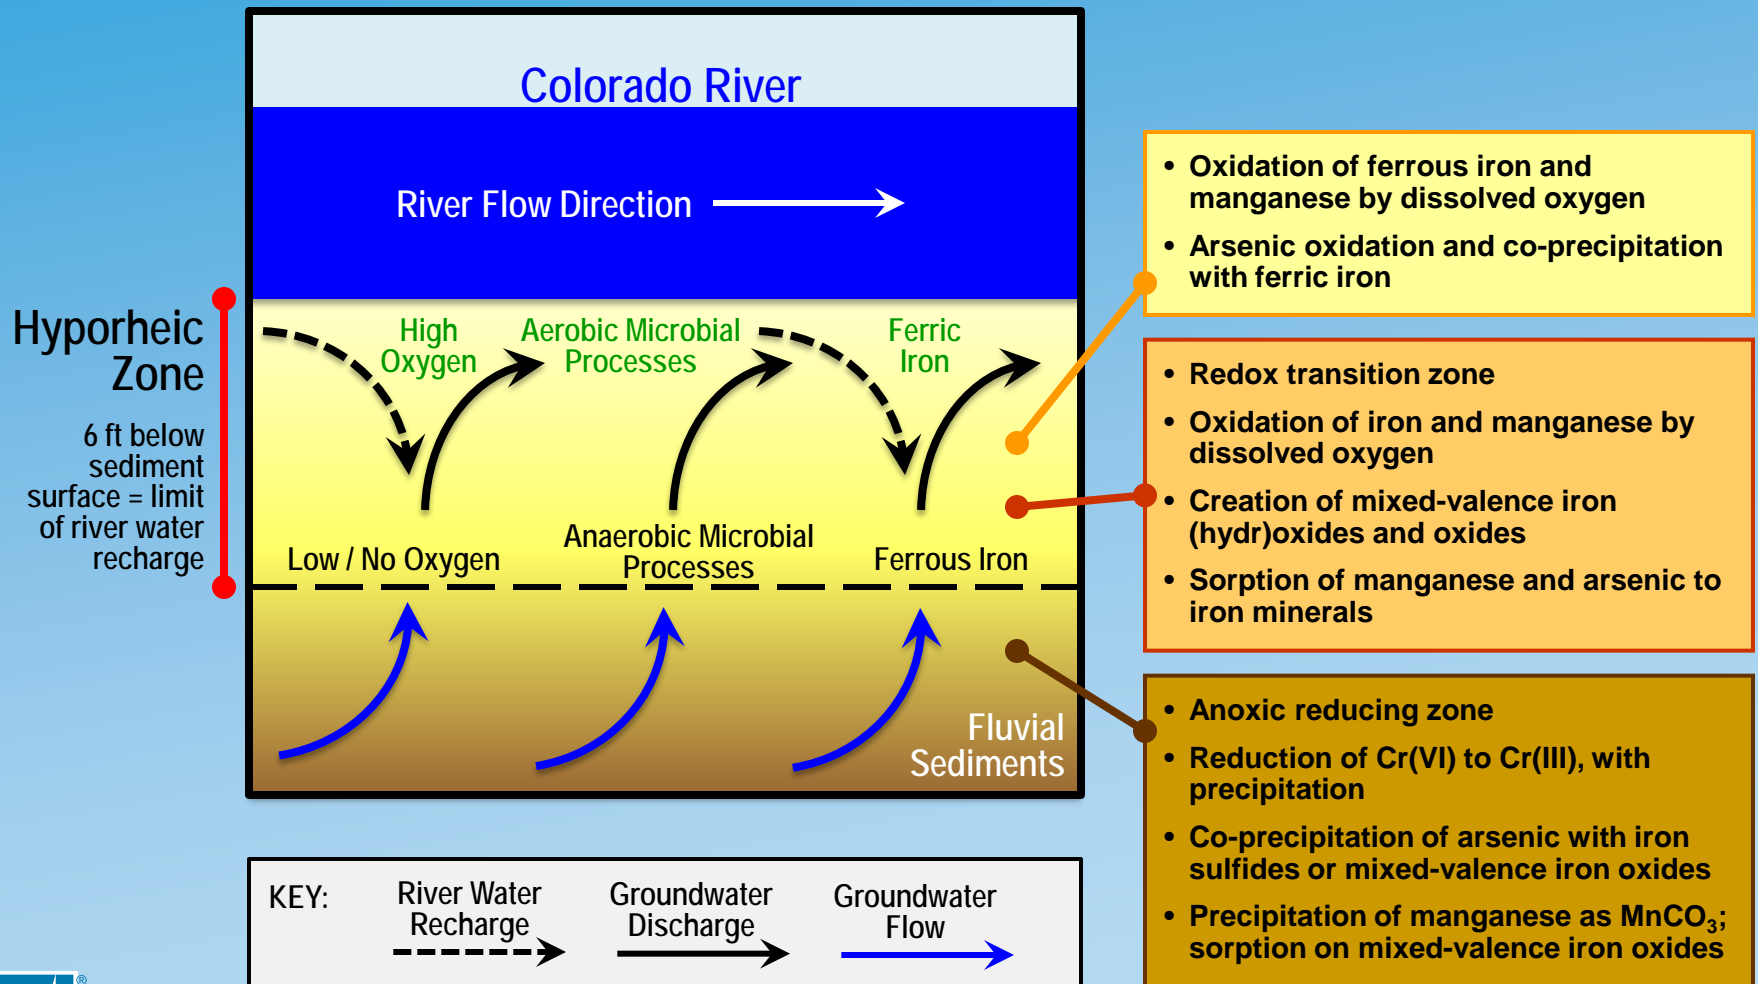 Colorado River
River Flow Direction
Hyporheic
Zone
6 ft below
sediment
surface = limit
of river water
recharge
High
Oxygen
Aerobic Microbial
Processes
Ferric
Iron
Low / No Oxygen
Anaerobic Microbial
Processes
Ferrous Iron
Fluvial
Sediments
• Oxidation of ferrous iron and
manganese by dissolved oxygen
• Arsenic oxidation and co-precipitation
with ferric iron
• Redox transition zone
• Oxidation of iron and manganese by
dissolved oxygen
• Creation of mixed-valence iron
(hydr)oxides and oxides
• Sorption of manganese and arsenic to
iron minerals
• Anoxic reducing zone
• Reduction of Cr(VI) to Cr(III), with
precipitation
• Co-precipitation of arsenic with iron
sulfides or mixed-valence iron oxides
• Precipitation of manganese as MnCO₃;
sorption on mixed-valence iron oxides
KEY:
River Water
Recharge
Groundwater
Discharge
Groundwater
Flow
®